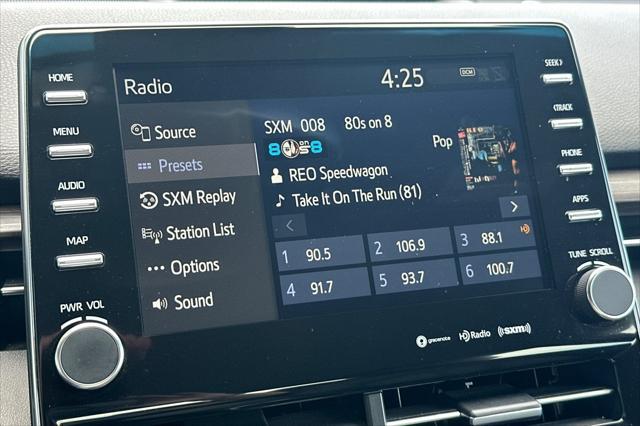 HOME
MENU
AUDIO
MAP
PWR VOL
Radio
4:25
DCM
Source
Presets
SXM Replay
Station List
Options
Sound
SXM 008 80s on 8
8 on 8
Pop
REO Speedwagon
Take It On The Run (81)
1 90.5
2 106.9
3 88.1
4 91.7
5 93.7
6 100.7
SEEK>
<TRACK
PHONE
APPS
TUNE SCROLL
gracenote
HD Radio
((SXM))